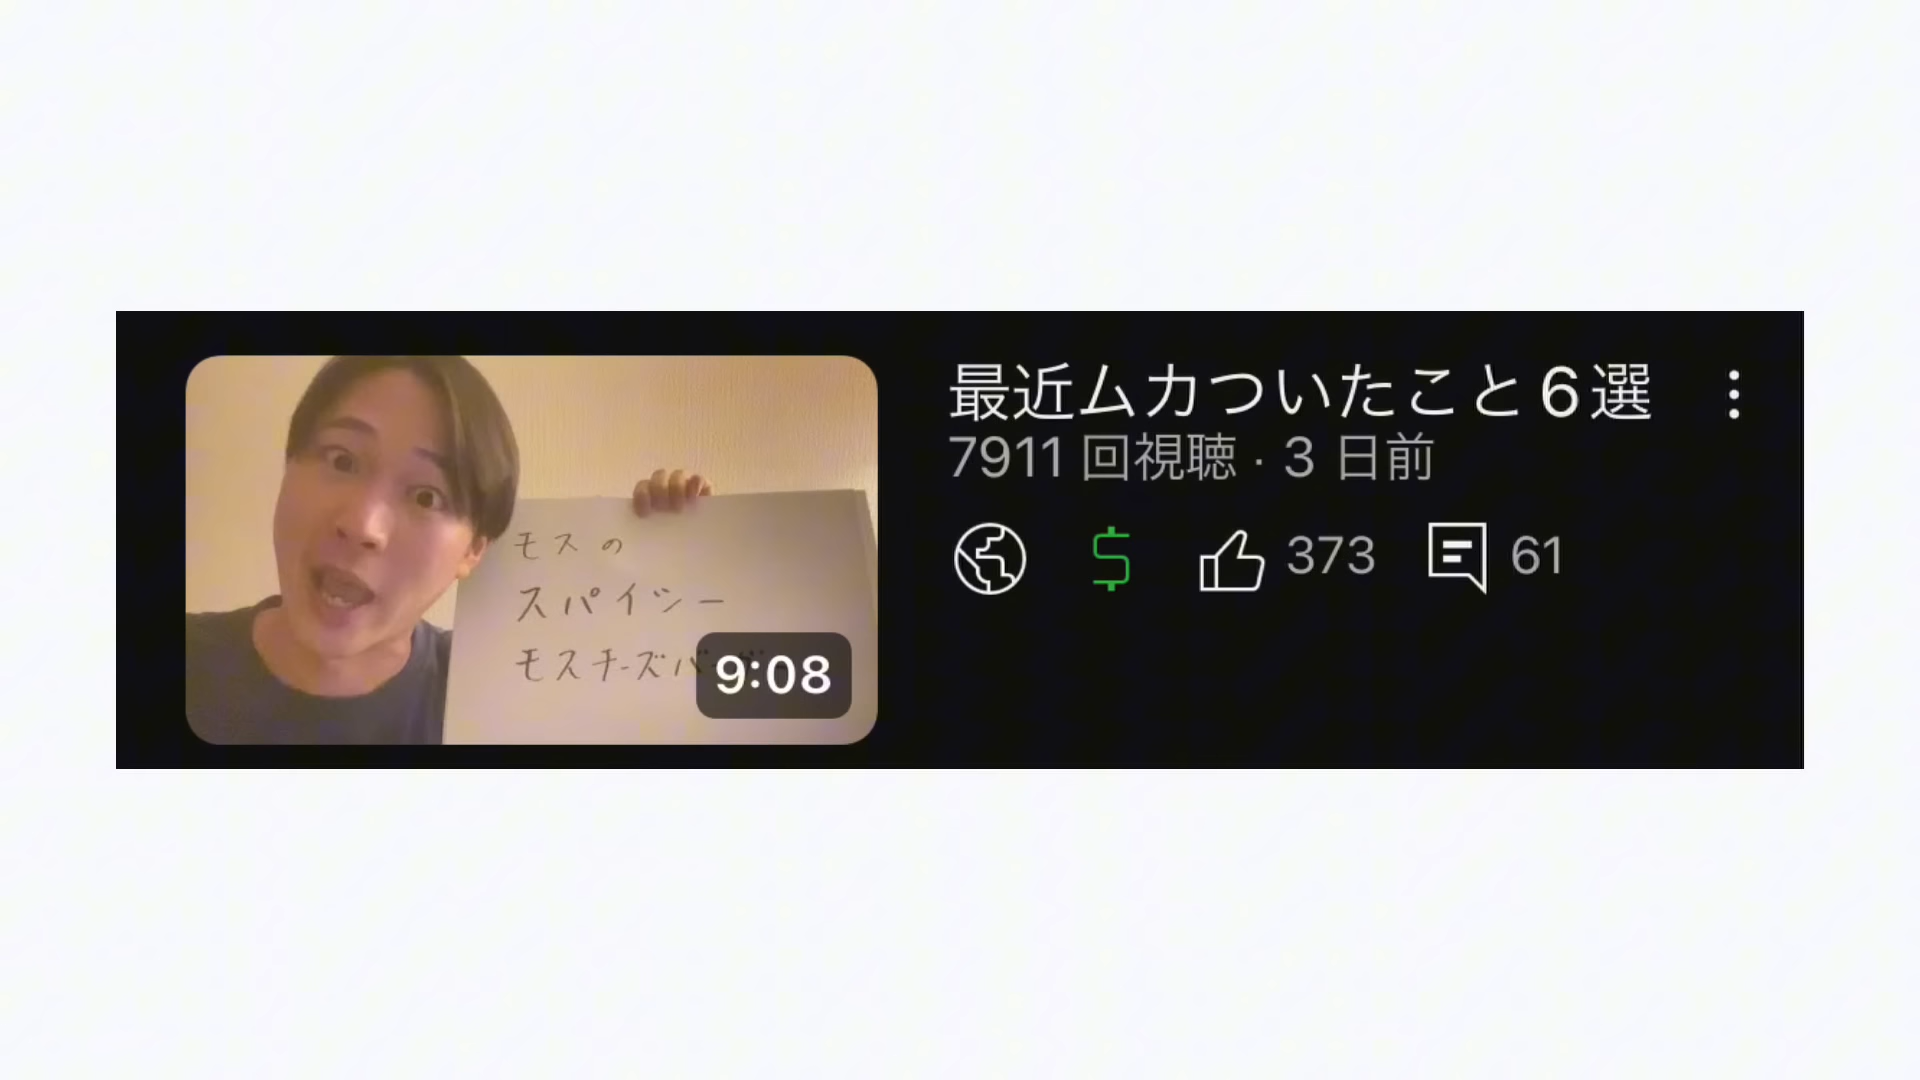 モスの
スパイシー
モスチーズバ
9:08
最近ムカついたこと6選
7911 回視聴 · 3 日前
373
61